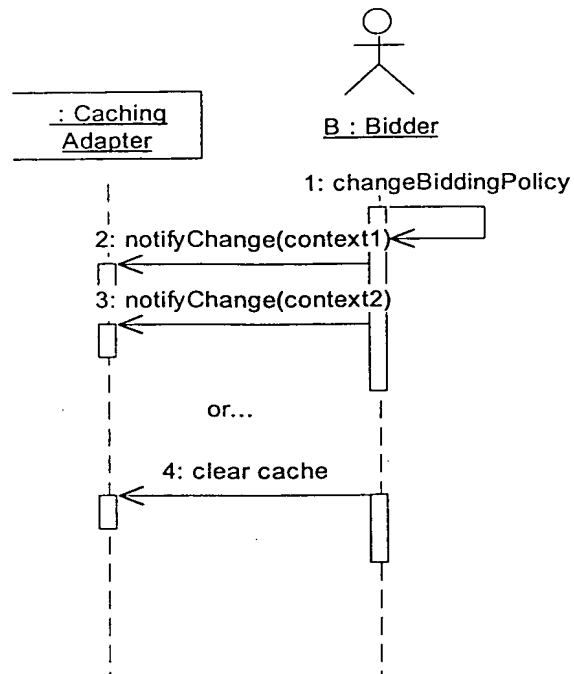 : Caching
Adapter
B : Bidder
1: changeBiddingPolicy
2: notifyChange(context1)
3: notifyChange(context2)
or...
4: clear cache